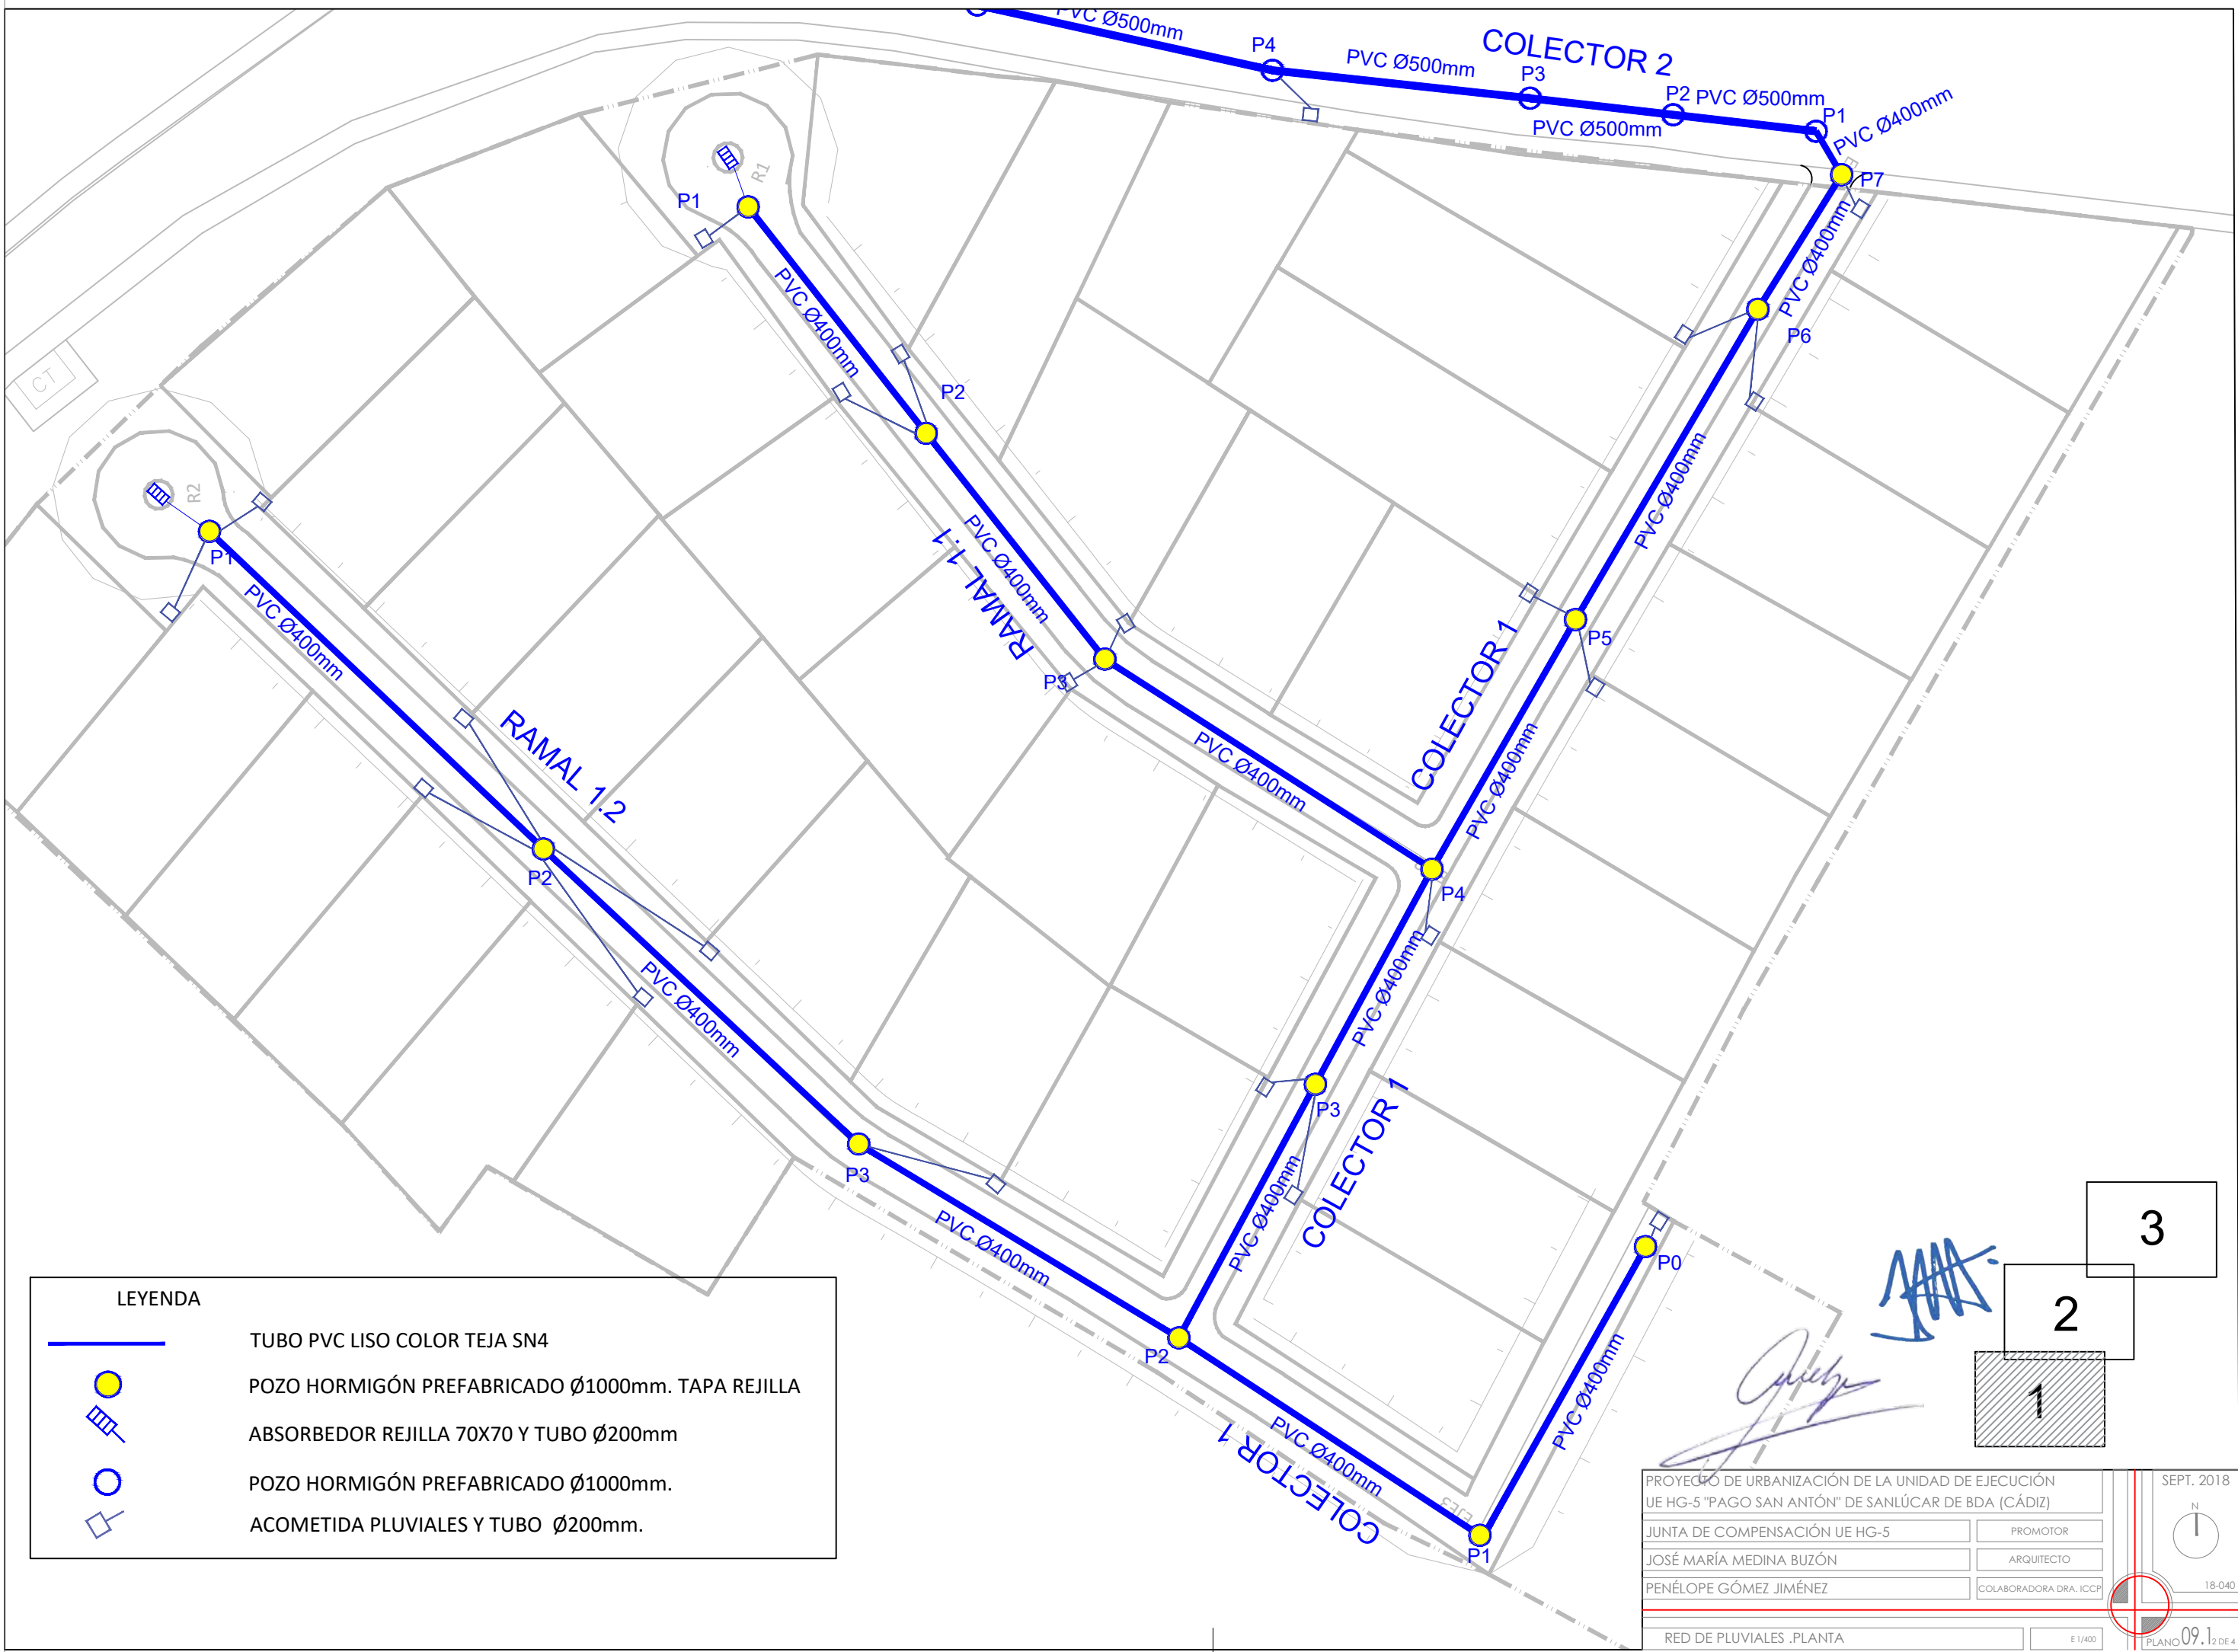 PVC Ø500mm
P4
PVC Ø500mm
COLECTOR 2
P3
PVC Ø500mm
P2
PVC Ø500mm
P1
PVC Ø400mm
P7
PVC Ø400mm
P6
PVC Ø400mm
P5
COLECTOR 1
PVC Ø400mm
P4
PVC Ø400mm
P3
COLECTOR 1
PVC Ø400mm
P2
PVC Ø400mm
COLECTOR 1
EJE3
P1
PVC Ø400mm
P0
R1
P1
PVC Ø400mm
P2
PVC Ø400mm
RAMAL 1.1
P3
PVC Ø400mm
CT
R2
P1
PVC Ø400mm
RAMAL 1.2
P2
PVC Ø400mm
P3
PVC Ø400mm
LEYENDA
TUBO PVC LISO COLOR TEJA SN4
POZO HORMIGÓN PREFABRICADO Ø1000mm. TAPA REJILLA
ABSORBEDOR REJILLA 70X70 Y TUBO Ø200mm
POZO HORMIGÓN PREFABRICADO Ø1000mm.
ACOMETIDA PLUVIALES Y TUBO Ø200mm.
3
2
1
PROYECTO DE URBANIZACIÓN DE LA UNIDAD DE EJECUCIÓN
UE HG-5 "PAGO SAN ANTÓN" DE SANLÚCAR DE BDA (CÁDIZ)
JUNTA DE COMPENSACIÓN UE HG-5
PROMOTOR
JOSÉ MARÍA MEDINA BUZÓN
ARQUITECTO
PENÉLOPE GÓMEZ JIMÉNEZ
COLABORADORA DRA. ICCP
RED DE PLUVIALES .PLANTA
E 1/400
SEPT. 2018
N
18-040
PLANO 09.1 2 DE 4